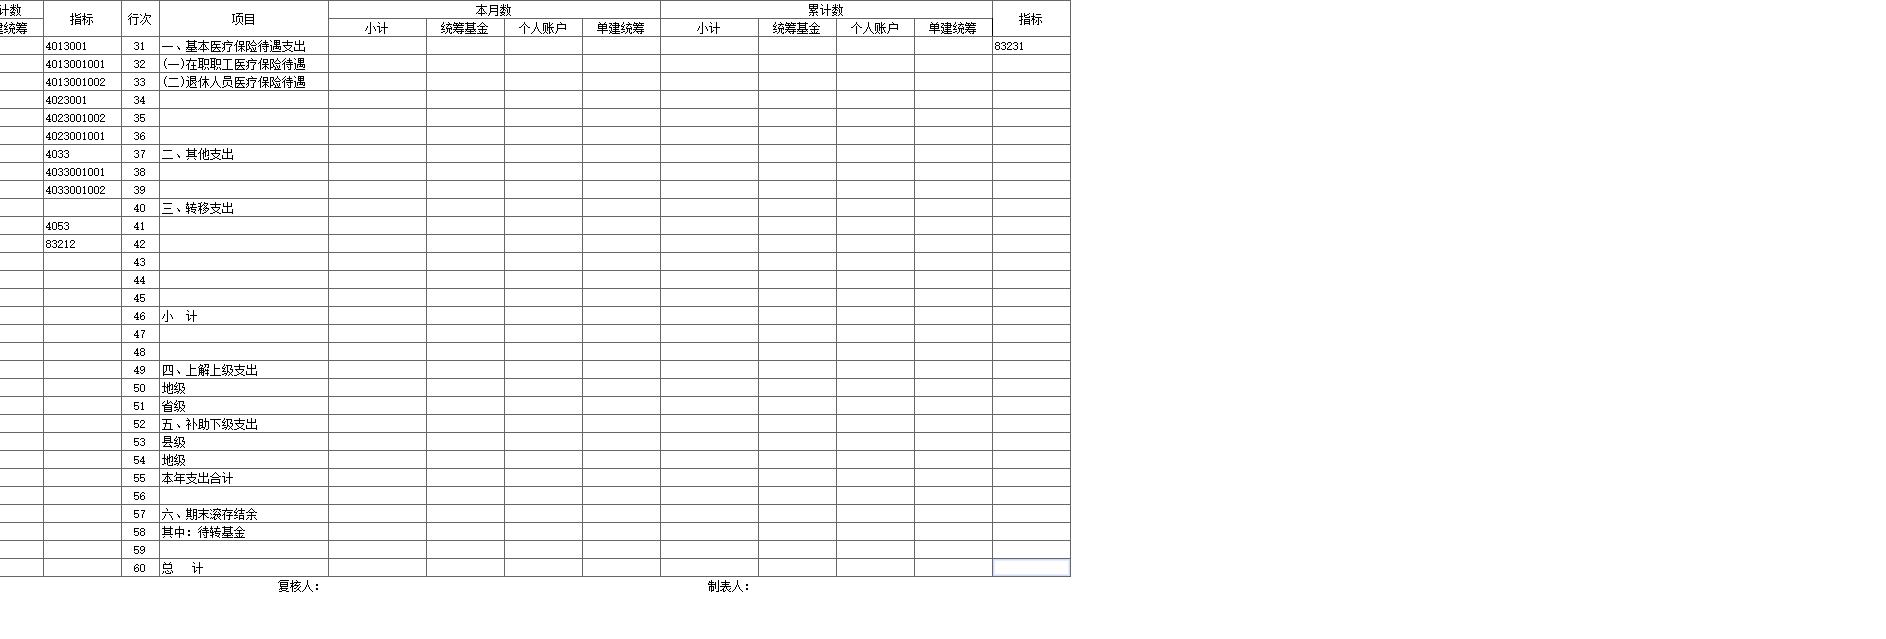 计数 指标 行次 项目 本月数 累计数 指标
建统筹 小计 统筹基金 个人账户 单建统筹 小计 统筹基金 个人账户 单建统筹
4013001 31 一、基本医疗保险待遇支出 83231
4013001001 32 (一)在职职工医疗保险待遇
4013001002 33 (二)退休人员医疗保险待遇
4023001 34
4023001002 35
4023001001 36
4033 37 二、其他支出
4033001001 38
4033001002 39
40 三、转移支出
4053 41
83212 42
43
44
45
46 小 计
47
48
49 四、上解上级支出
50 地级
51 省级
52 五、补助下级支出
53 县级
54 地级
55 本年支出合计
56
57 六、期末滚存结余
58 其中：待转基金
59
60 总 计
复核人： 制表人：